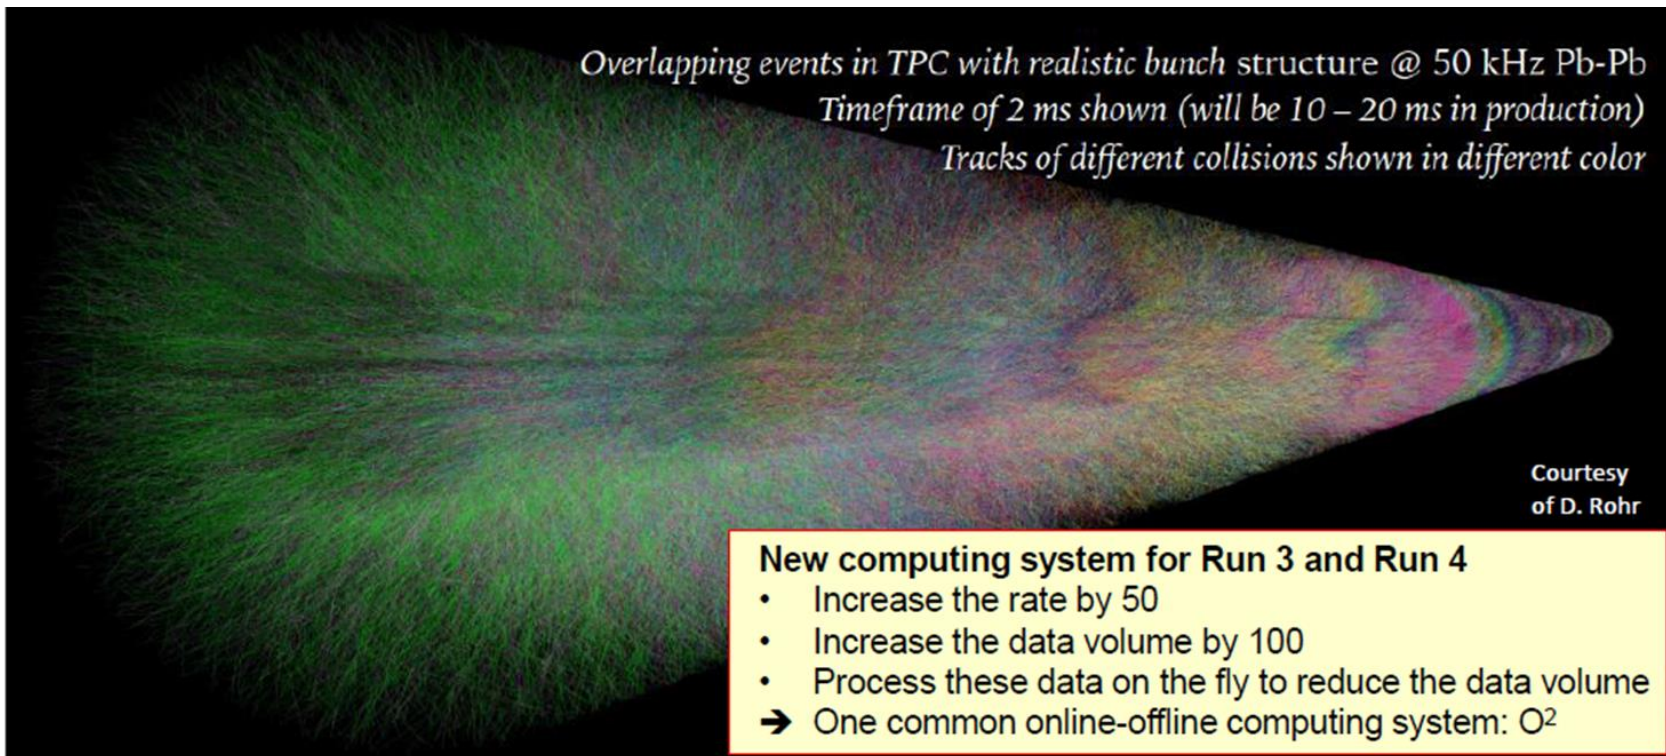 Overlapping events in TPC with realistic bunch structure @ 50 kHz Pb-Pb
Timeframe of 2 ms shown (will be 10 – 20 ms in production)
Tracks of different collisions shown in different color
Courtesy
of D. Rohr
New computing system for Run 3 and Run 4
• Increase the rate by 50
• Increase the data volume by 100
• Process these data on the fly to reduce the data volume
➔ One common online-offline computing system: O²